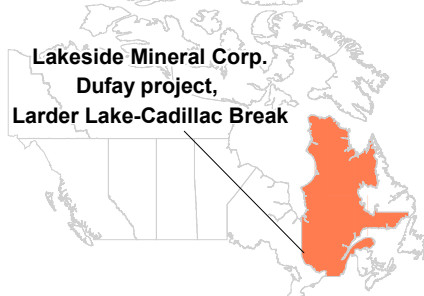 Lakeside Mineral Corp.
Dufay project,
Larder Lake-Cadillac Break